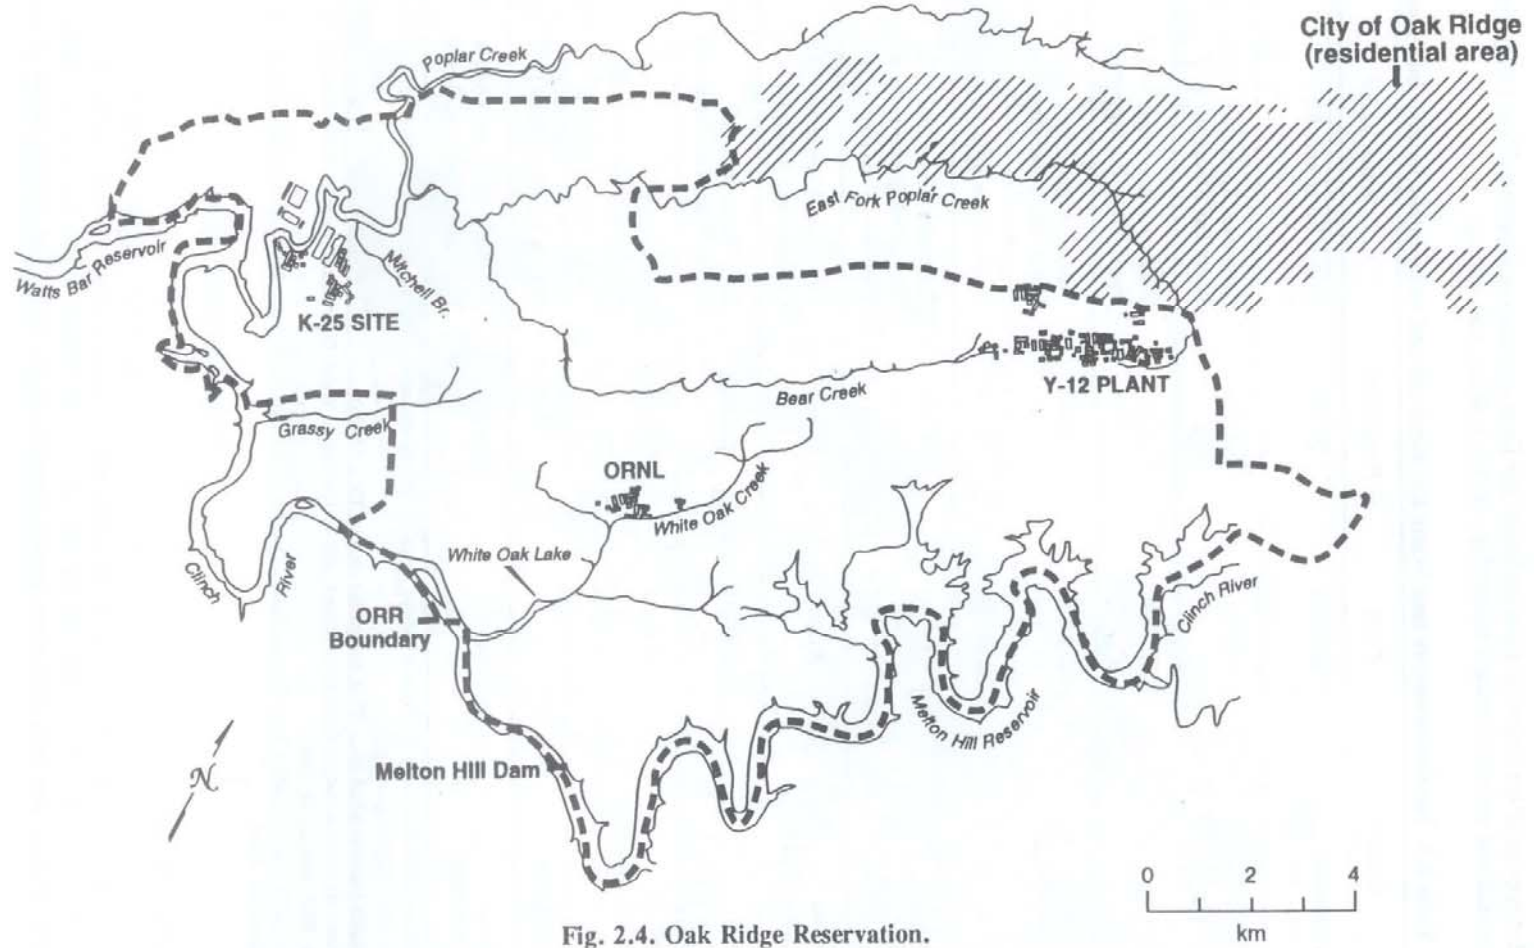 City of Oak Ridge
(residential area)
Poplar Creek
East Fork Poplar Creek
Watts Bar Reservoir
Mitchell Br.
K-25 SITE
Y-12 PLANT
Bear Creek
Grassy Creek
ORNL
White Oak Creek
White Oak Lake
Clinch
River
ORR
Boundary
Clinch River
Melton Hill Reservoir
Melton Hill Dam
N
0 2 4
km
Fig. 2.4. Oak Ridge Reservation.